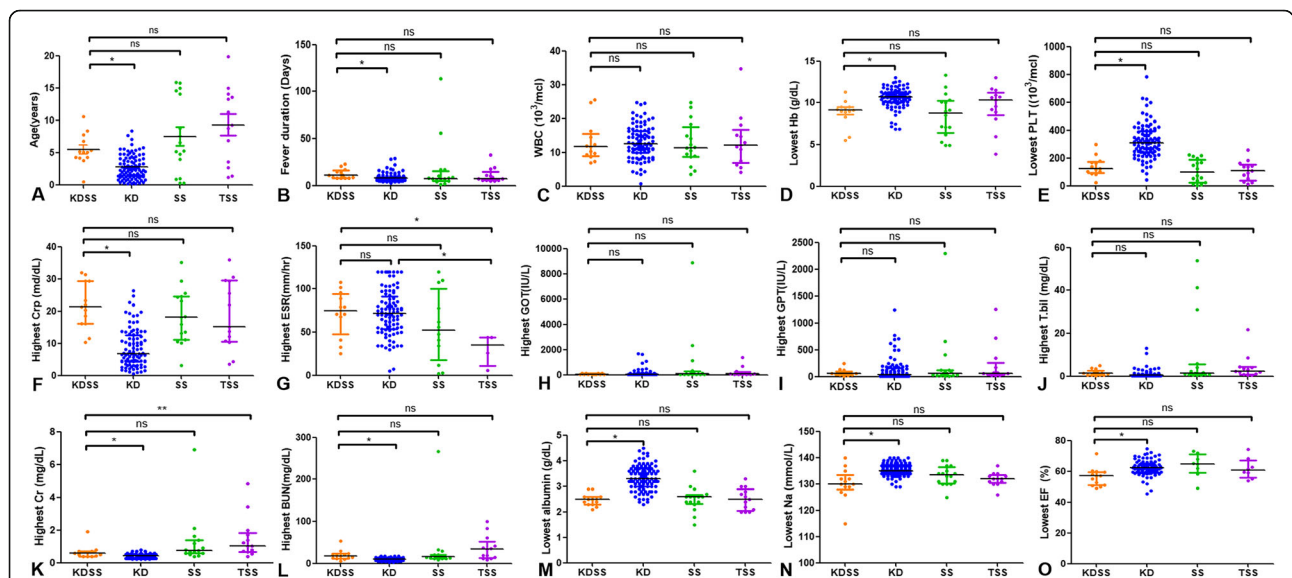 ns
ns
*
Age(years)
20
15
10
5
0
A
KDSS KD SS TSS
ns
ns
*
Fever duration (Days)
200
150
100
50
0
B
KDSS KD SS TSS
ns
ns
ns
WBC (10³/mcl)
40
30
20
10
0
C
KDSS KD SS TSS
ns
ns
*
Lowest Hb (g/dL)
15
10
5
0
D
KDSS KD SS TSS
ns
ns
*
Lowest PLT ((10³/mcl)
1000
800
600
400
200
0
E
KDSS KD SS TSS
ns
ns
*
Highest Crp (md/dL)
40
30
20
10
0
F
KDSS KD SS TSS
*
ns
ns
*
Highest ESR(mm/hr)
150
125
100
75
50
25
0
G
KDSS KD SS TSS
ns
ns
ns
Highest GOT(IU/L)
10000
8000
6000
4000
2000
0
H
KDSS KD SS TSS
ns
ns
ns
Highest GPT(IU/L)
2500
2000
1500
1000
500
0
I
KDSS KD SS TSS
ns
ns
ns
Highest T.bil (mg/dL)
60
40
20
0
J
KDSS KD SS TSS
**
ns
*
Highest Cr (mg/dL)
8
6
4
2
0
K
KDSS KD SS TSS
ns
ns
*
Highest BUN(mg/dL)
300
200
100
50
0
L
KDSS KD SS TSS
ns
ns
*
Lowest albumin (g/dL)
5
4
3
2
1
0
M
KDSS KD SS TSS
ns
ns
*
Lowest Na (mmol/L)
150
140
130
120
110
100
N
KDSS KD SS TSS
ns
ns
*
Lowest EF (%)
100
80
60
40
20
0
O
KDSS KD SS TSS